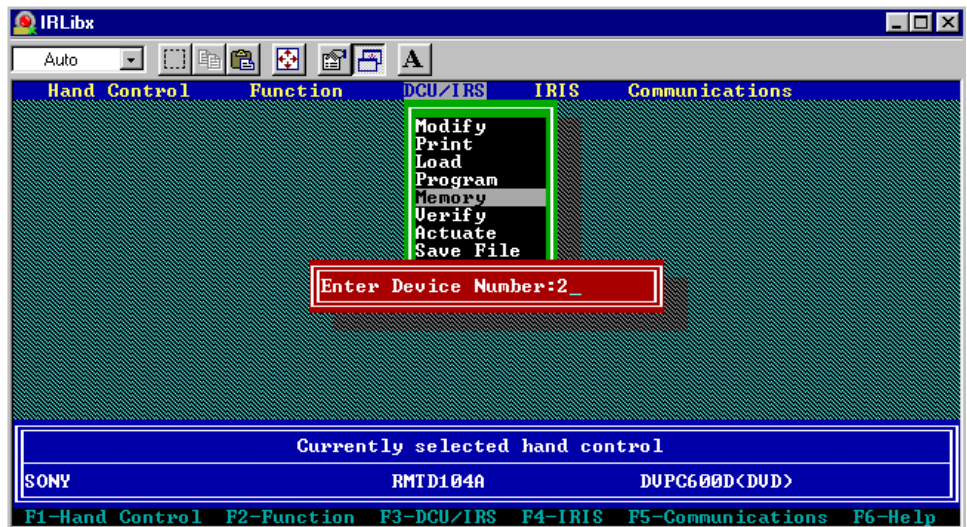 IRLibx
Auto A
Hand Control Function DCU/IRS IRIS Communications
Modify
Print
Load
Program
Memory
Verify
Actuate
Save File
Enter Device Number:2_
Currently selected hand control
SONY RMTD104A DVPC600D<DVD>
F1-Hand Control F2-Function F3-DCU/IRS F4-IRIS F5-Communications F6-Help